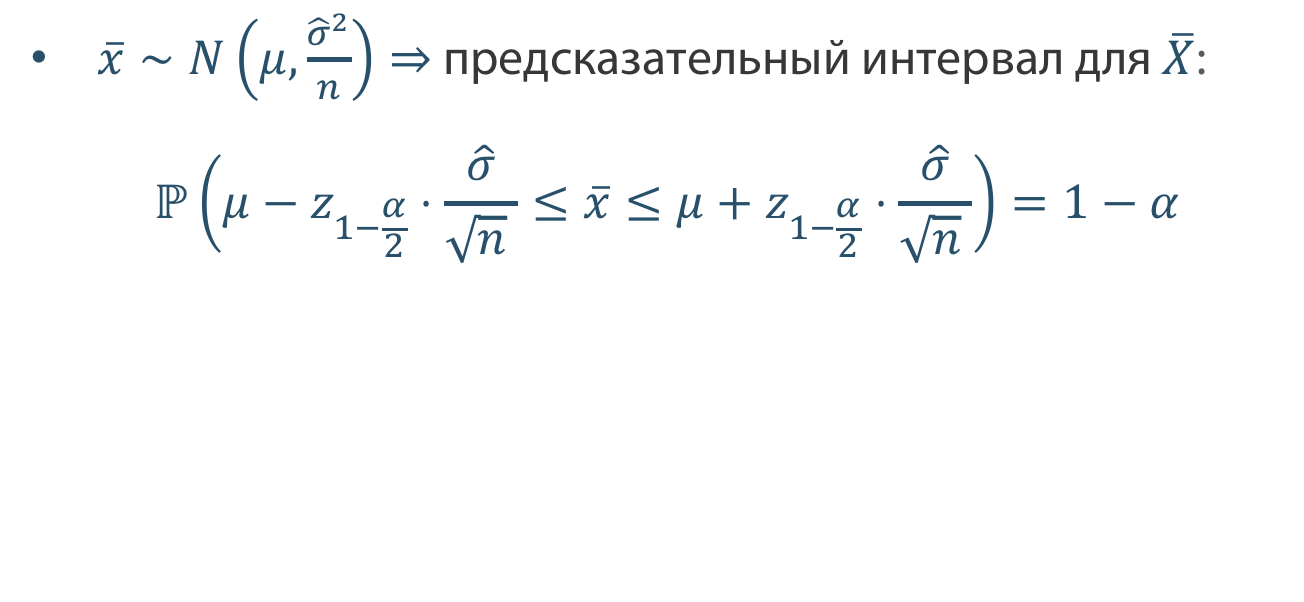 • x̄ ~ N(μ, σ̂²/n) ⇒ предсказательный интервал для X̄:
ℙ(μ − z_{1−α/2} · σ̂/√n ≤ x̄ ≤ μ + z_{1−α/2} · σ̂/√n) = 1 − α